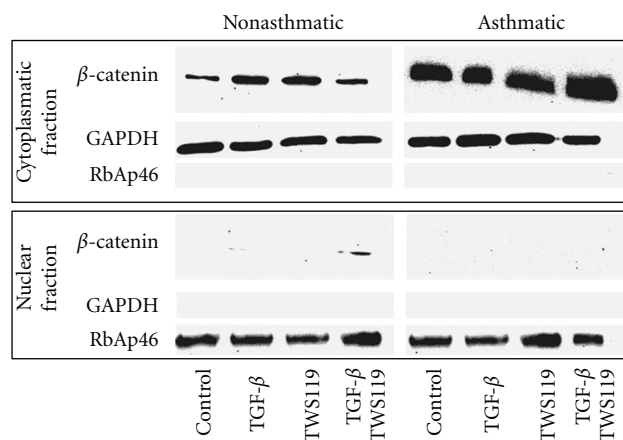 Nonasthmatic
Asthmatic
Cytoplasmatic
fraction
β-catenin
GAPDH
RbAp46
Nuclear
fraction
β-catenin
GAPDH
RbAp46
Control
TGF-β
TWS119
TGF-β
TWS119
Control
TGF-β
TWS119
TGF-β
TWS119